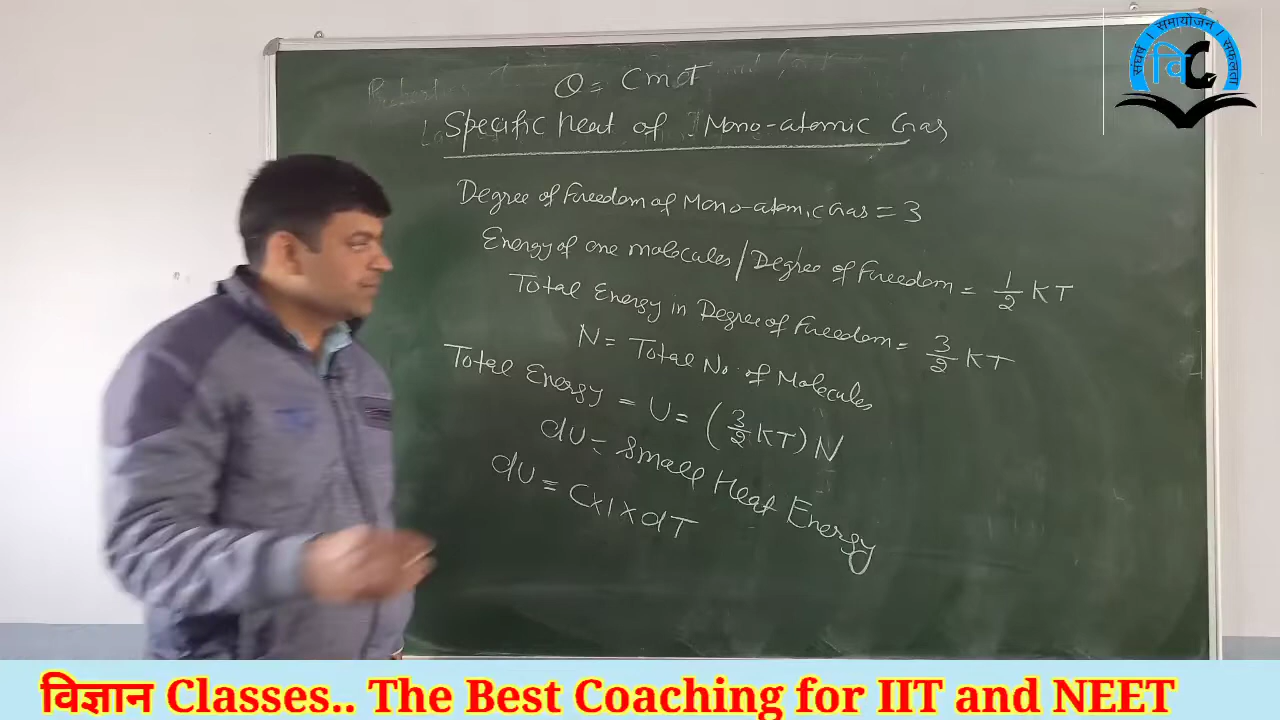 Q = Cmdt
Specific heat of Mono-atomic Gas
Degree of Freedom of Mono-atomic Gas = 3
Energy of one molecules/Degree of Freedom = 1/2 KT
Total Energy in Degree of Freedom = 3/2 KT
N = Total No. of Molecules
Total Energy = U = (3/2 KT) N
dU = Small Heat Energy
dU = C×1×dT
संघर्ष । समायोजन । सफलता
वि C
विज्ञान Classes.. The Best Coaching for IIT and NEET